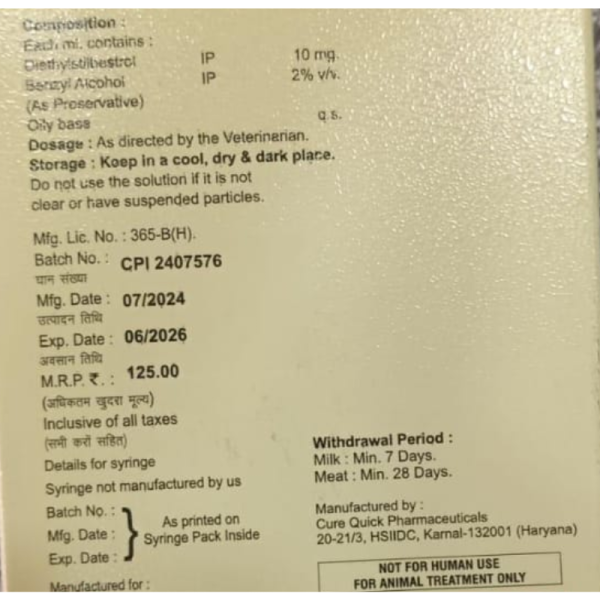 Composition :
Each ml. contains :
Diethylstilbestrol IP 10 mg.
Benzyl Alcohol IP 2% v/v.
(As Preservative)
Oily base q.s.
Dosage : As directed by the Veterinarian.
Storage : Keep in a cool, dry & dark place.
Do not use the solution if it is not
clear or have suspended particles.
Mfg. Lic. No. : 365-B(H).
Batch No. : CPI 2407576
घान संख्या
Mfg. Date : 07/2024
उत्पादन तिथि
Exp. Date : 06/2026
अवसान तिथि
M.R.P. ₹. : 125.00
(अधिकतम खुदरा मूल्य)
Inclusive of all taxes
(सभी करों सहित)
Details for syringe
Syringe not manufactured by us
Batch No. :
Mfg. Date :
Exp. Date :
As printed on
Syringe Pack Inside
Manufactured for :
Withdrawal Period :
Milk : Min. 7 Days.
Meat : Min. 28 Days.
Manufactured by :
Cure Quick Pharmaceuticals
20-21/3, HSIIDC, Karnal-132001 (Haryana)
NOT FOR HUMAN USE
FOR ANIMAL TREATMENT ONLY